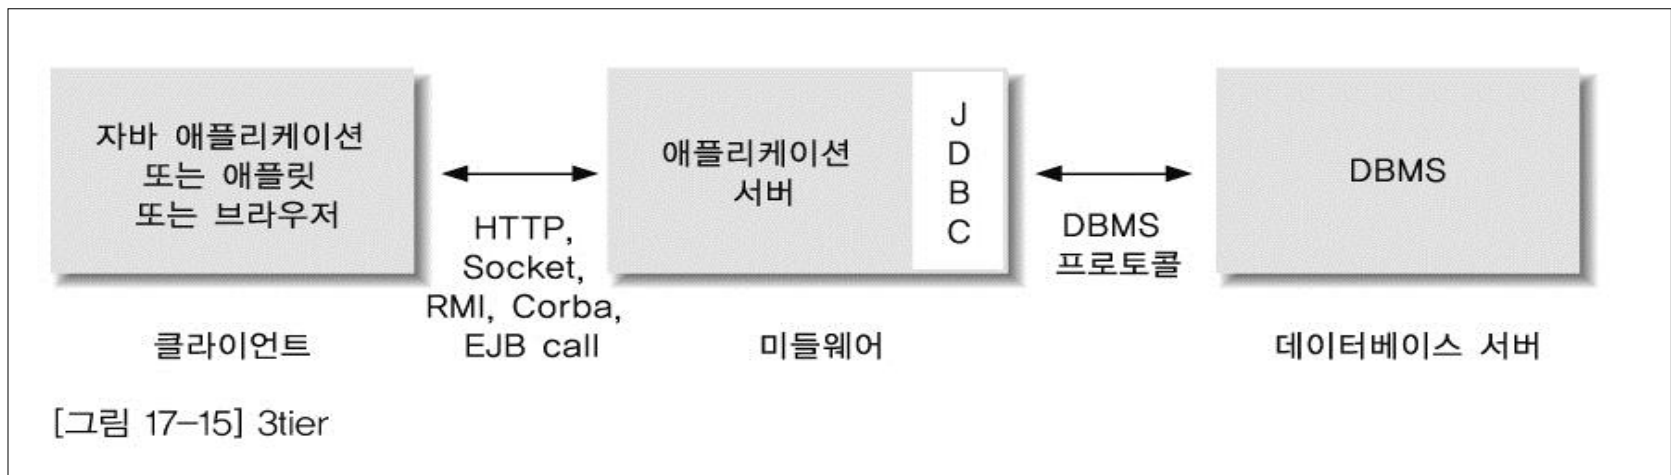 자바 애플리케이션
또는 애플릿
또는 브라우저
HTTP,
Socket,
RMI, Corba,
EJB call
애플리케이션
서버
J
D
B
C
DBMS
프로토콜
DBMS
클라이언트
미들웨어
데이터베이스 서버
[그림 17-15] 3tier